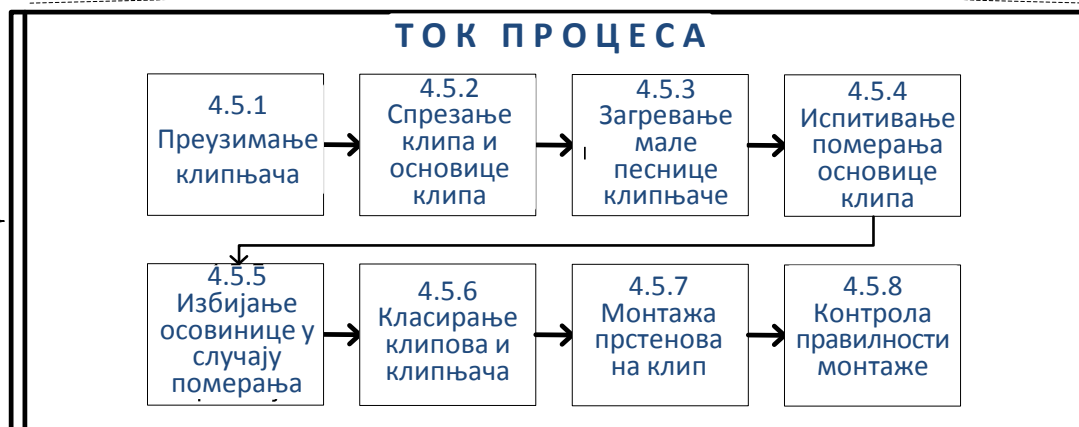 ТОК ПРОЦЕСА
4.5.1
Преузимање
клипњача
4.5.2
Спрезање
клипа и
основице
клипа
4.5.3
Загревање
мале
песнице
клипњаче
4.5.4
Испитивање
померања
основице
клипа
4.5.5
Избијање
осовинице у
случају
померања
4.5.6
Класирање
клипова и
клипњача
4.5.7
Монтажа
прстенова
на клип
4.5.8
Контрола
правилности
монтаже